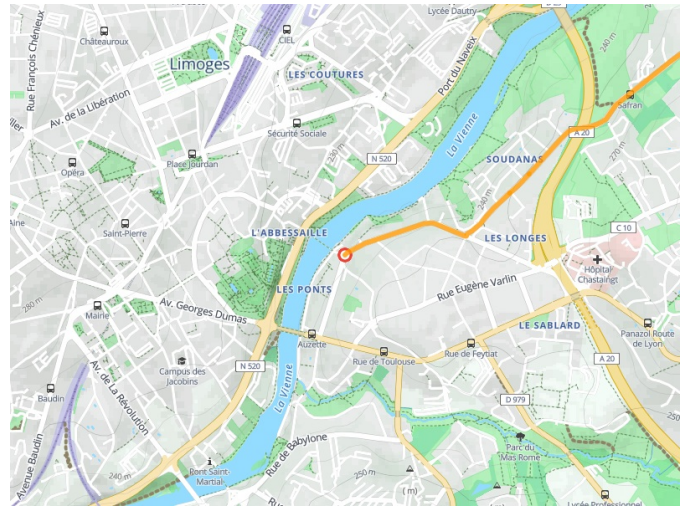 Lycée Dautry
Châteauroux
CIEL
Limoges
LES COUTURES
Port du Naveix
240 m
Rue François Chénieux
Av. de la Libération
Safran
Sécurité Sociale
A 20
Place Jourdan
230 m
N 520
La Vienne
SOUDANAS
270 m
Opéra
240 m
Saint-Pierre
L'ABBESSAILLE
LES LONGES
C 10
Hôpital
Chastaingt
280 m
LES PONTS
Rue Eugène Varlin
Mairie
Av. Georges Dumas
LE SABLARD
Auzette
Panazol Route
de Lyon
Rue de Toulouse
Rue de Feytiat
Campus des
Jacobins
N 520
A 20
Av. de La Révolution
Baudin
La Vienne
D 979
250
Rue de Babylone
Parc du
Mas Rome
Avenue Baudin
240 m
Pont Saint-
Martial
250 m
( m)
Lycée Professionnel